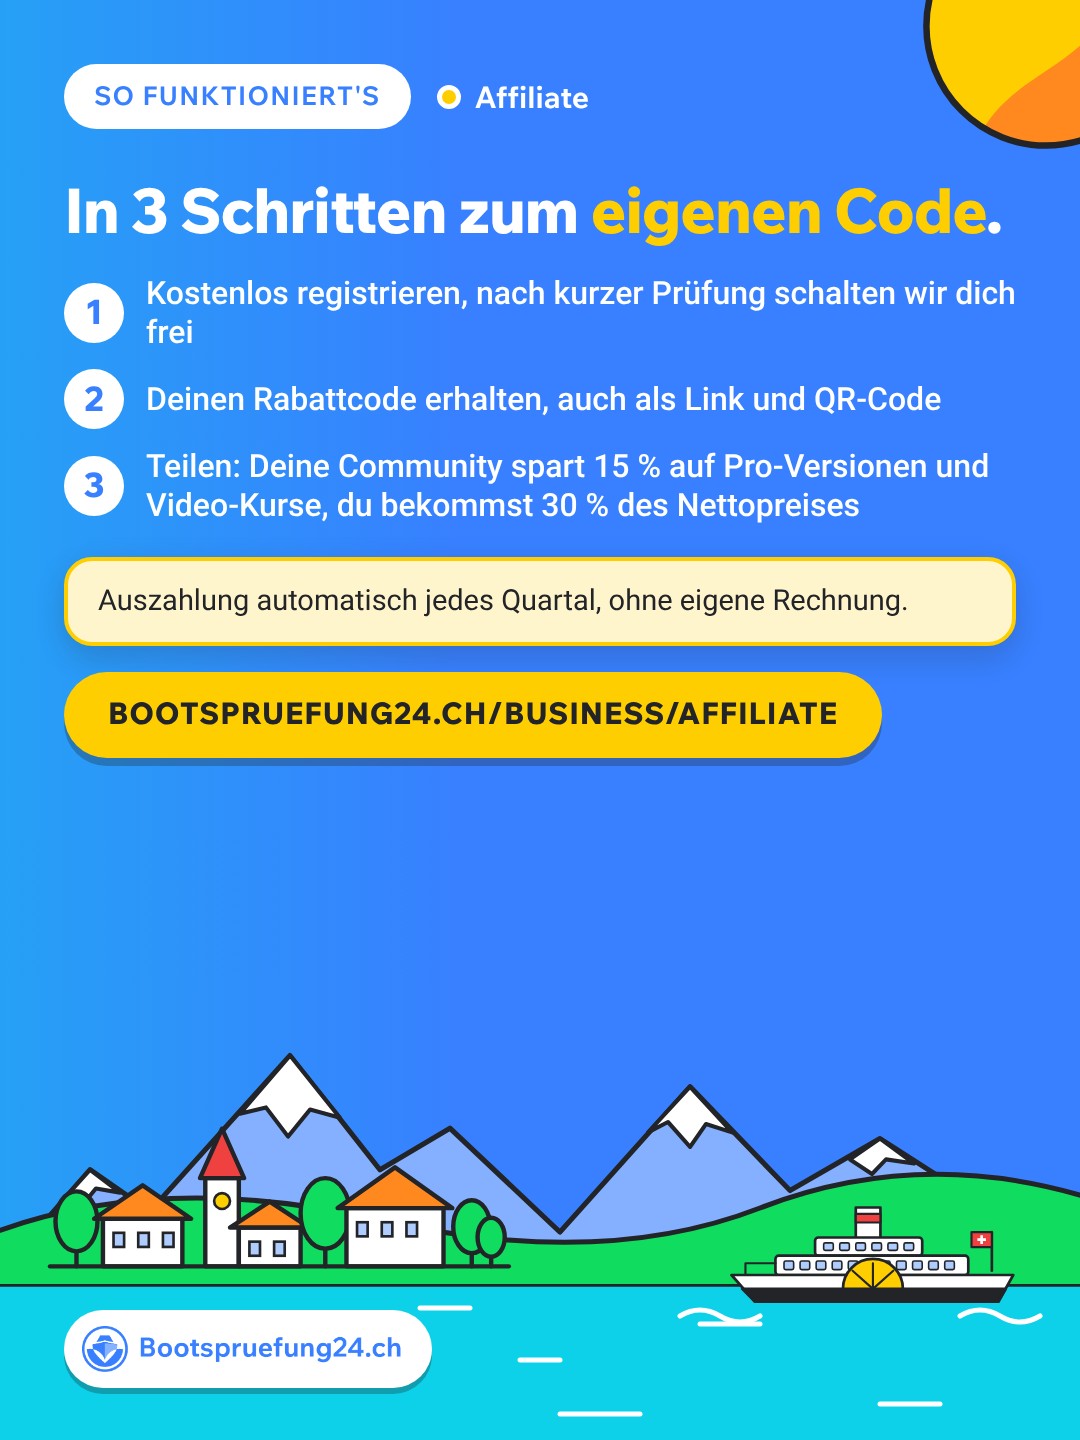 SO FUNKTIONIERT'S
Affiliate
In 3 Schritten zum eigenen Code.
1
Kostenlos registrieren, nach kurzer Prüfung schalten wir dich
frei
2
Deinen Rabattcode erhalten, auch als Link und QR-Code
3
Teilen: Deine Community spart 15 % auf Pro-Versionen und
Video-Kurse, du bekommst 30 % des Nettopreises
Auszahlung automatisch jedes Quartal, ohne eigene Rechnung.
BOOTSPRUEFUNG24.CH/BUSINESS/AFFILIATE
Bootspruefung24.ch